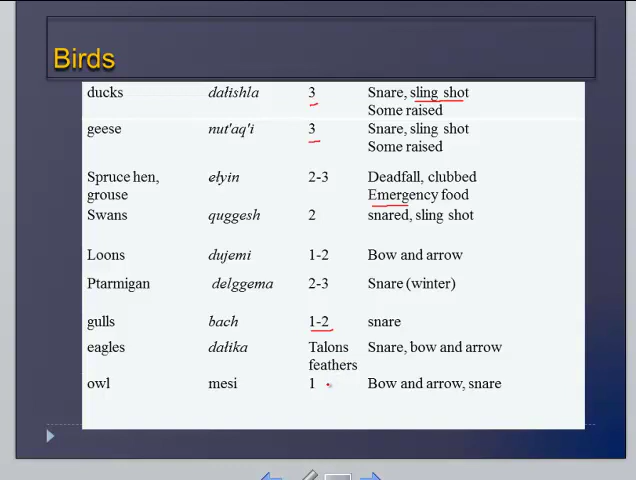 Birds
ducks dałishla 3 Snare, sling shot
Some raised
geese nut'aq'i 3 Snare, sling shot
Some raised
Spruce hen, ełyin 2-3 Deadfall, clubbed
grouse Emergency food
Swans quggesh 2 snared, sling shot
Loons dujemi 1-2 Bow and arrow
Ptarmigan delggema 2-3 Snare (winter)
gulls bach 1-2 snare
eagles dałika Talons Snare, bow and arrow
feathers
owl mesi 1 Bow and arrow, snare